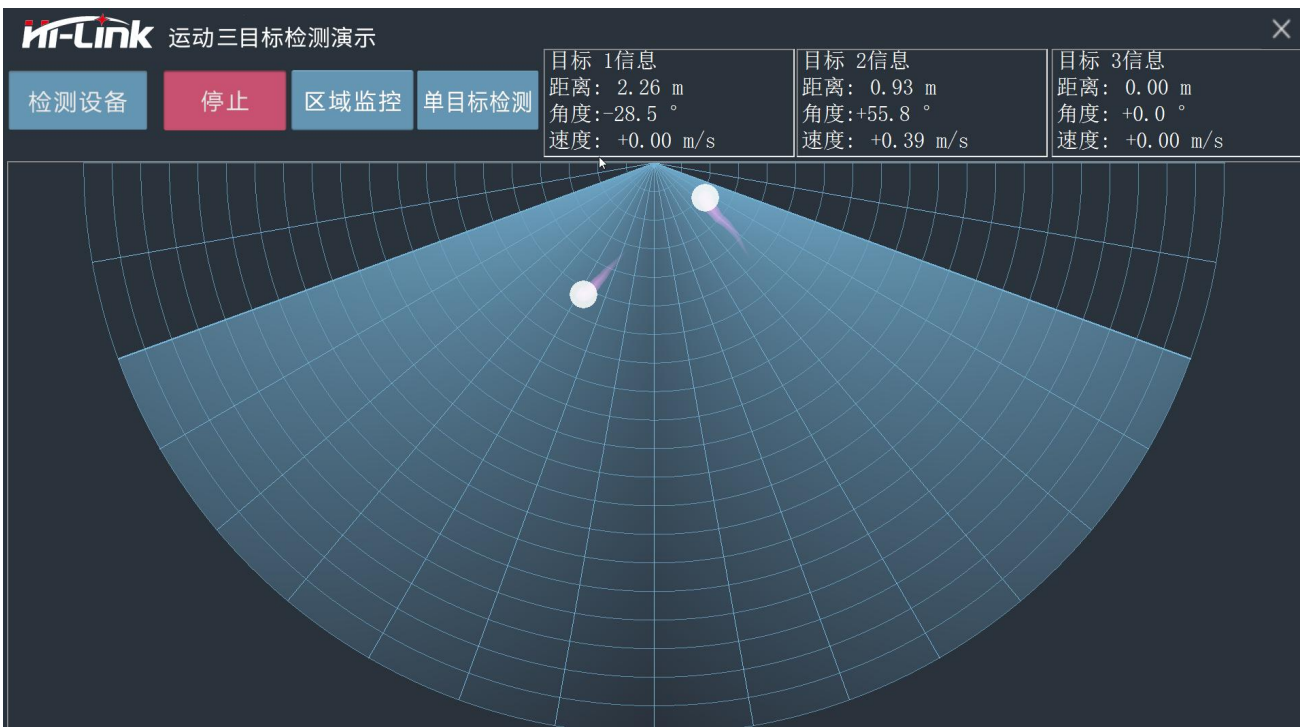 Hi-Link 运动三目标检测演示
检测设备
停止
区域监控
单目标检测
目标 1信息
距离: 2.26 m
角度:-28.5 °
速度: +0.00 m/s
目标 2信息
距离: 0.93 m
角度:+55.8 °
速度: +0.39 m/s
目标 3信息
距离: 0.00 m
角度: +0.0 °
速度: +0.00 m/s